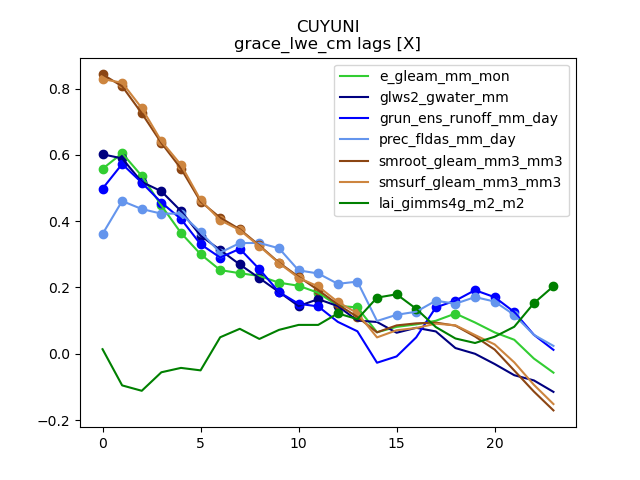 CUYUNI
grace_lwe_cm lags [X]
e_gleam_mm_mon
glws2_gwater_mm
grun_ens_runoff_mm_day
prec_fldas_mm_day
smroot_gleam_mm3_mm3
smsurf_gleam_mm3_mm3
lai_gimms4g_m2_m2
0.8
0.6
0.4
0.2
0.0
−0.2
0 5 10 15 20